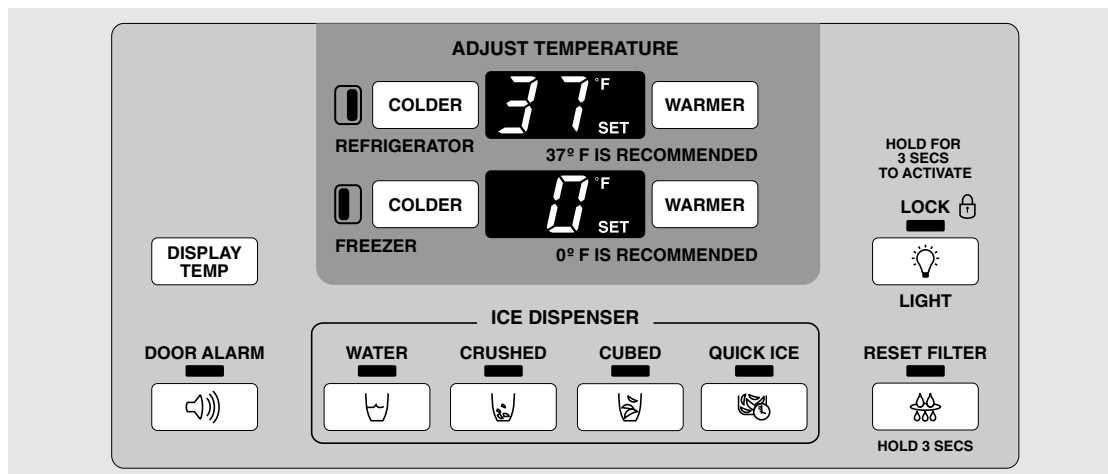 ADJUST TEMPERATURE
COLDER
37 °F
SET
WARMER
REFRIGERATOR
37º F IS RECOMMENDED
COLDER
0 °F
SET
WARMER
FREEZER
0º F IS RECOMMENDED
HOLD FOR
3 SECS
TO ACTIVATE
LOCK
LIGHT
DISPLAY
TEMP
ICE DISPENSER
DOOR ALARM
WATER
CRUSHED
CUBED
QUICK ICE
RESET FILTER
HOLD 3 SECS